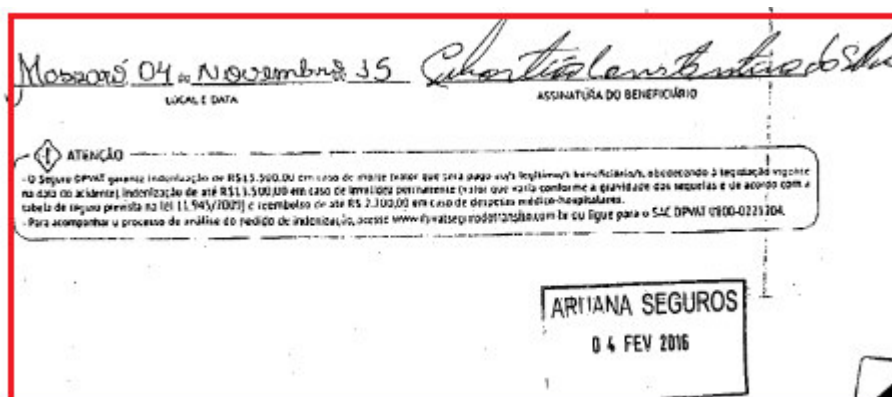 Mossoró 04 de Novembro 15
LOCAL E DATA
ASSINATURA DO BENEFICIÁRIO
ATENÇÃO
- O Seguro DPVAT garante indenização de R$13.500,00 em caso de morte (valor que será pago ao/s legítimo/s beneficiário/s, obedecendo à legislação vigente
na data do acidente), indenização de até R$13.500,00 em caso de invalidez permanente (valor que varia conforme a gravidade das sequelas e de acordo com a
tabela de seguro prevista na lei 11.945/2009) e reembolso de até R$ 2.700,00 em caso de despesas médico-hospitalares.
- Para acompanhar o processo de análise do pedido de indenização, acesse www.dpvatsegurodotransito.com.br ou ligue para o SAC DPVAT 0800-0221204.
ARUANA SEGUROS
04 FEV 2016